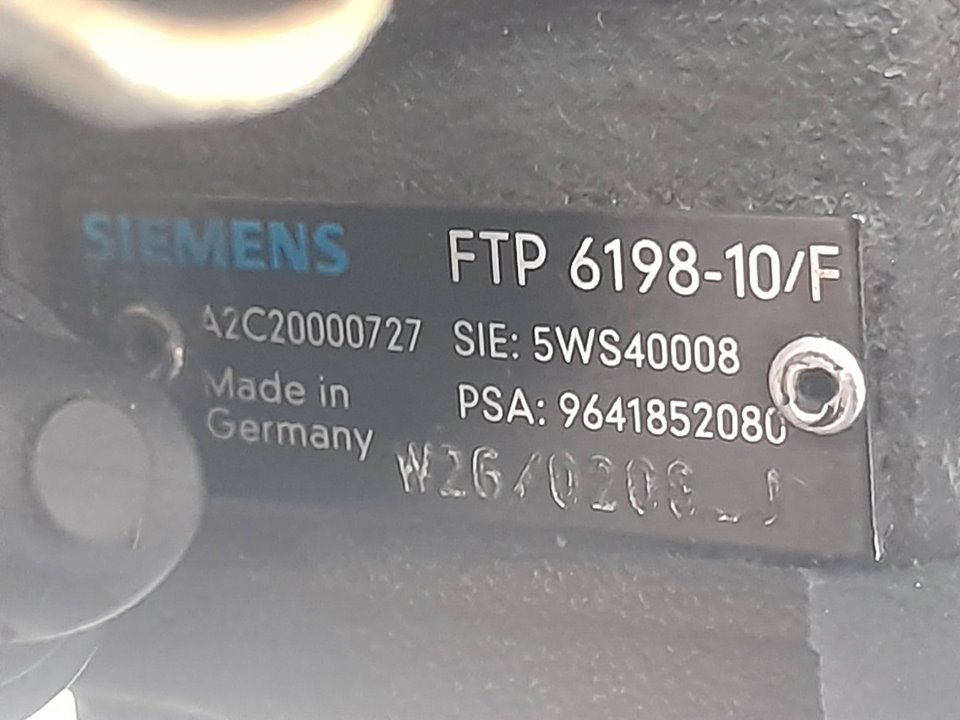 SIEMENS FTP 6198-10/F
A2C20000727 SIE: 5WS40008
Made in PSA: 9641852080
Germany